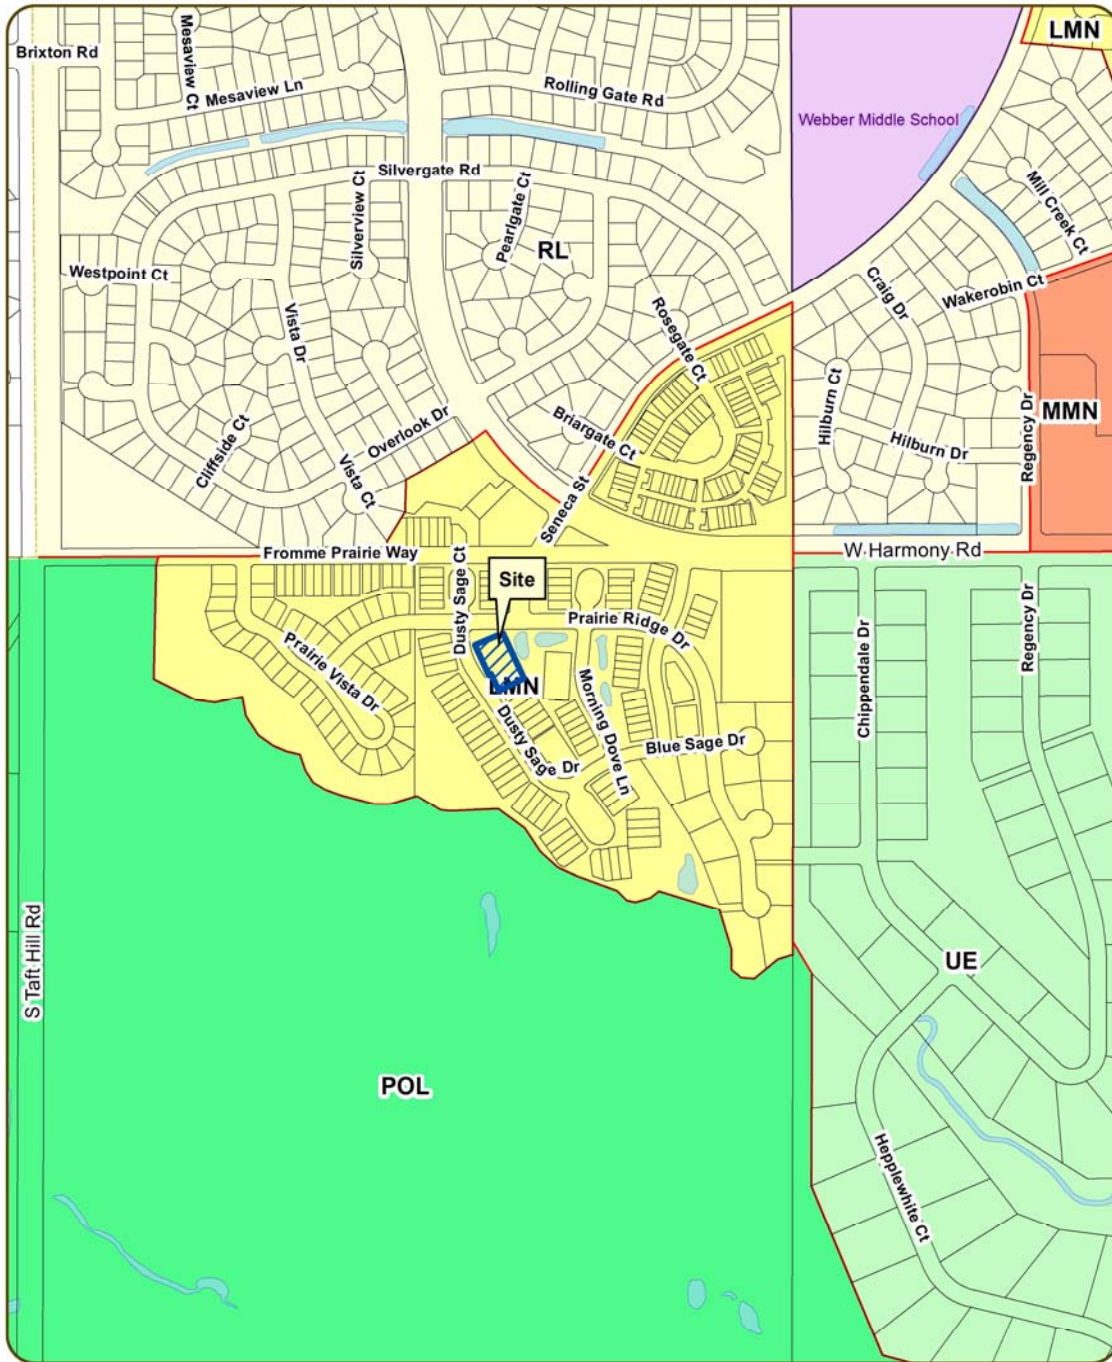 LMN
Brixton Rd
Mesaview Ct
Mesaview Ln
Rolling Gate Rd
Webber Middle School
Silvergate Rd
Silverview Ct
Pearlgate Ct
Mill Creek Ct
RL
Westpoint Ct
Craig Dr
Wakerobin Ct
Vista Dr
Rosegate Ct
Hilburn Ct
MMN
Regency Dr
Overlook Dr
Briargate Ct
Hilburn Dr
Cliffside Ct
Vista Ct
Seneca St
Fromme Prairie Way
W Harmony Rd
Site
Dusty Sage Ct
Prairie Ridge Dr
Chippendale Dr
Regency Dr
Prairie Vista Dr
LMN
Morning Dove Ln
Dusty Sage Dr
Blue Sage Dr
S Taft Hill Rd
UE
POL
Hepplewhite Ct